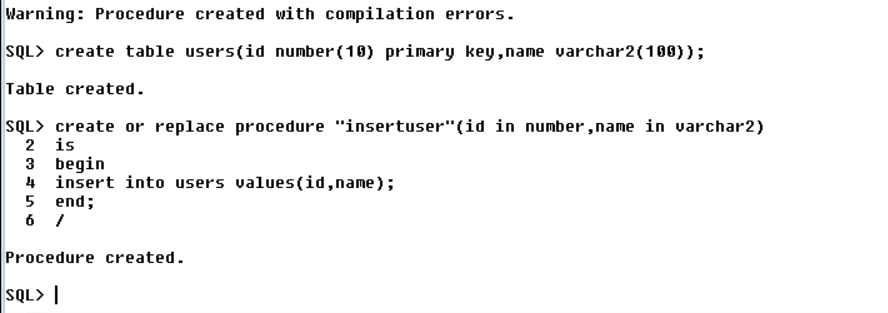 Warning: Procedure created with compilation errors.
SQL> create table users(id number(10) primary key,name varchar2(100));
Table created.
SQL> create or replace procedure "insertuser"(id in number,name in varchar2)
2 is
3 begin
4 insert into users values(id,name);
5 end;
6 /
Procedure created.
SQL>